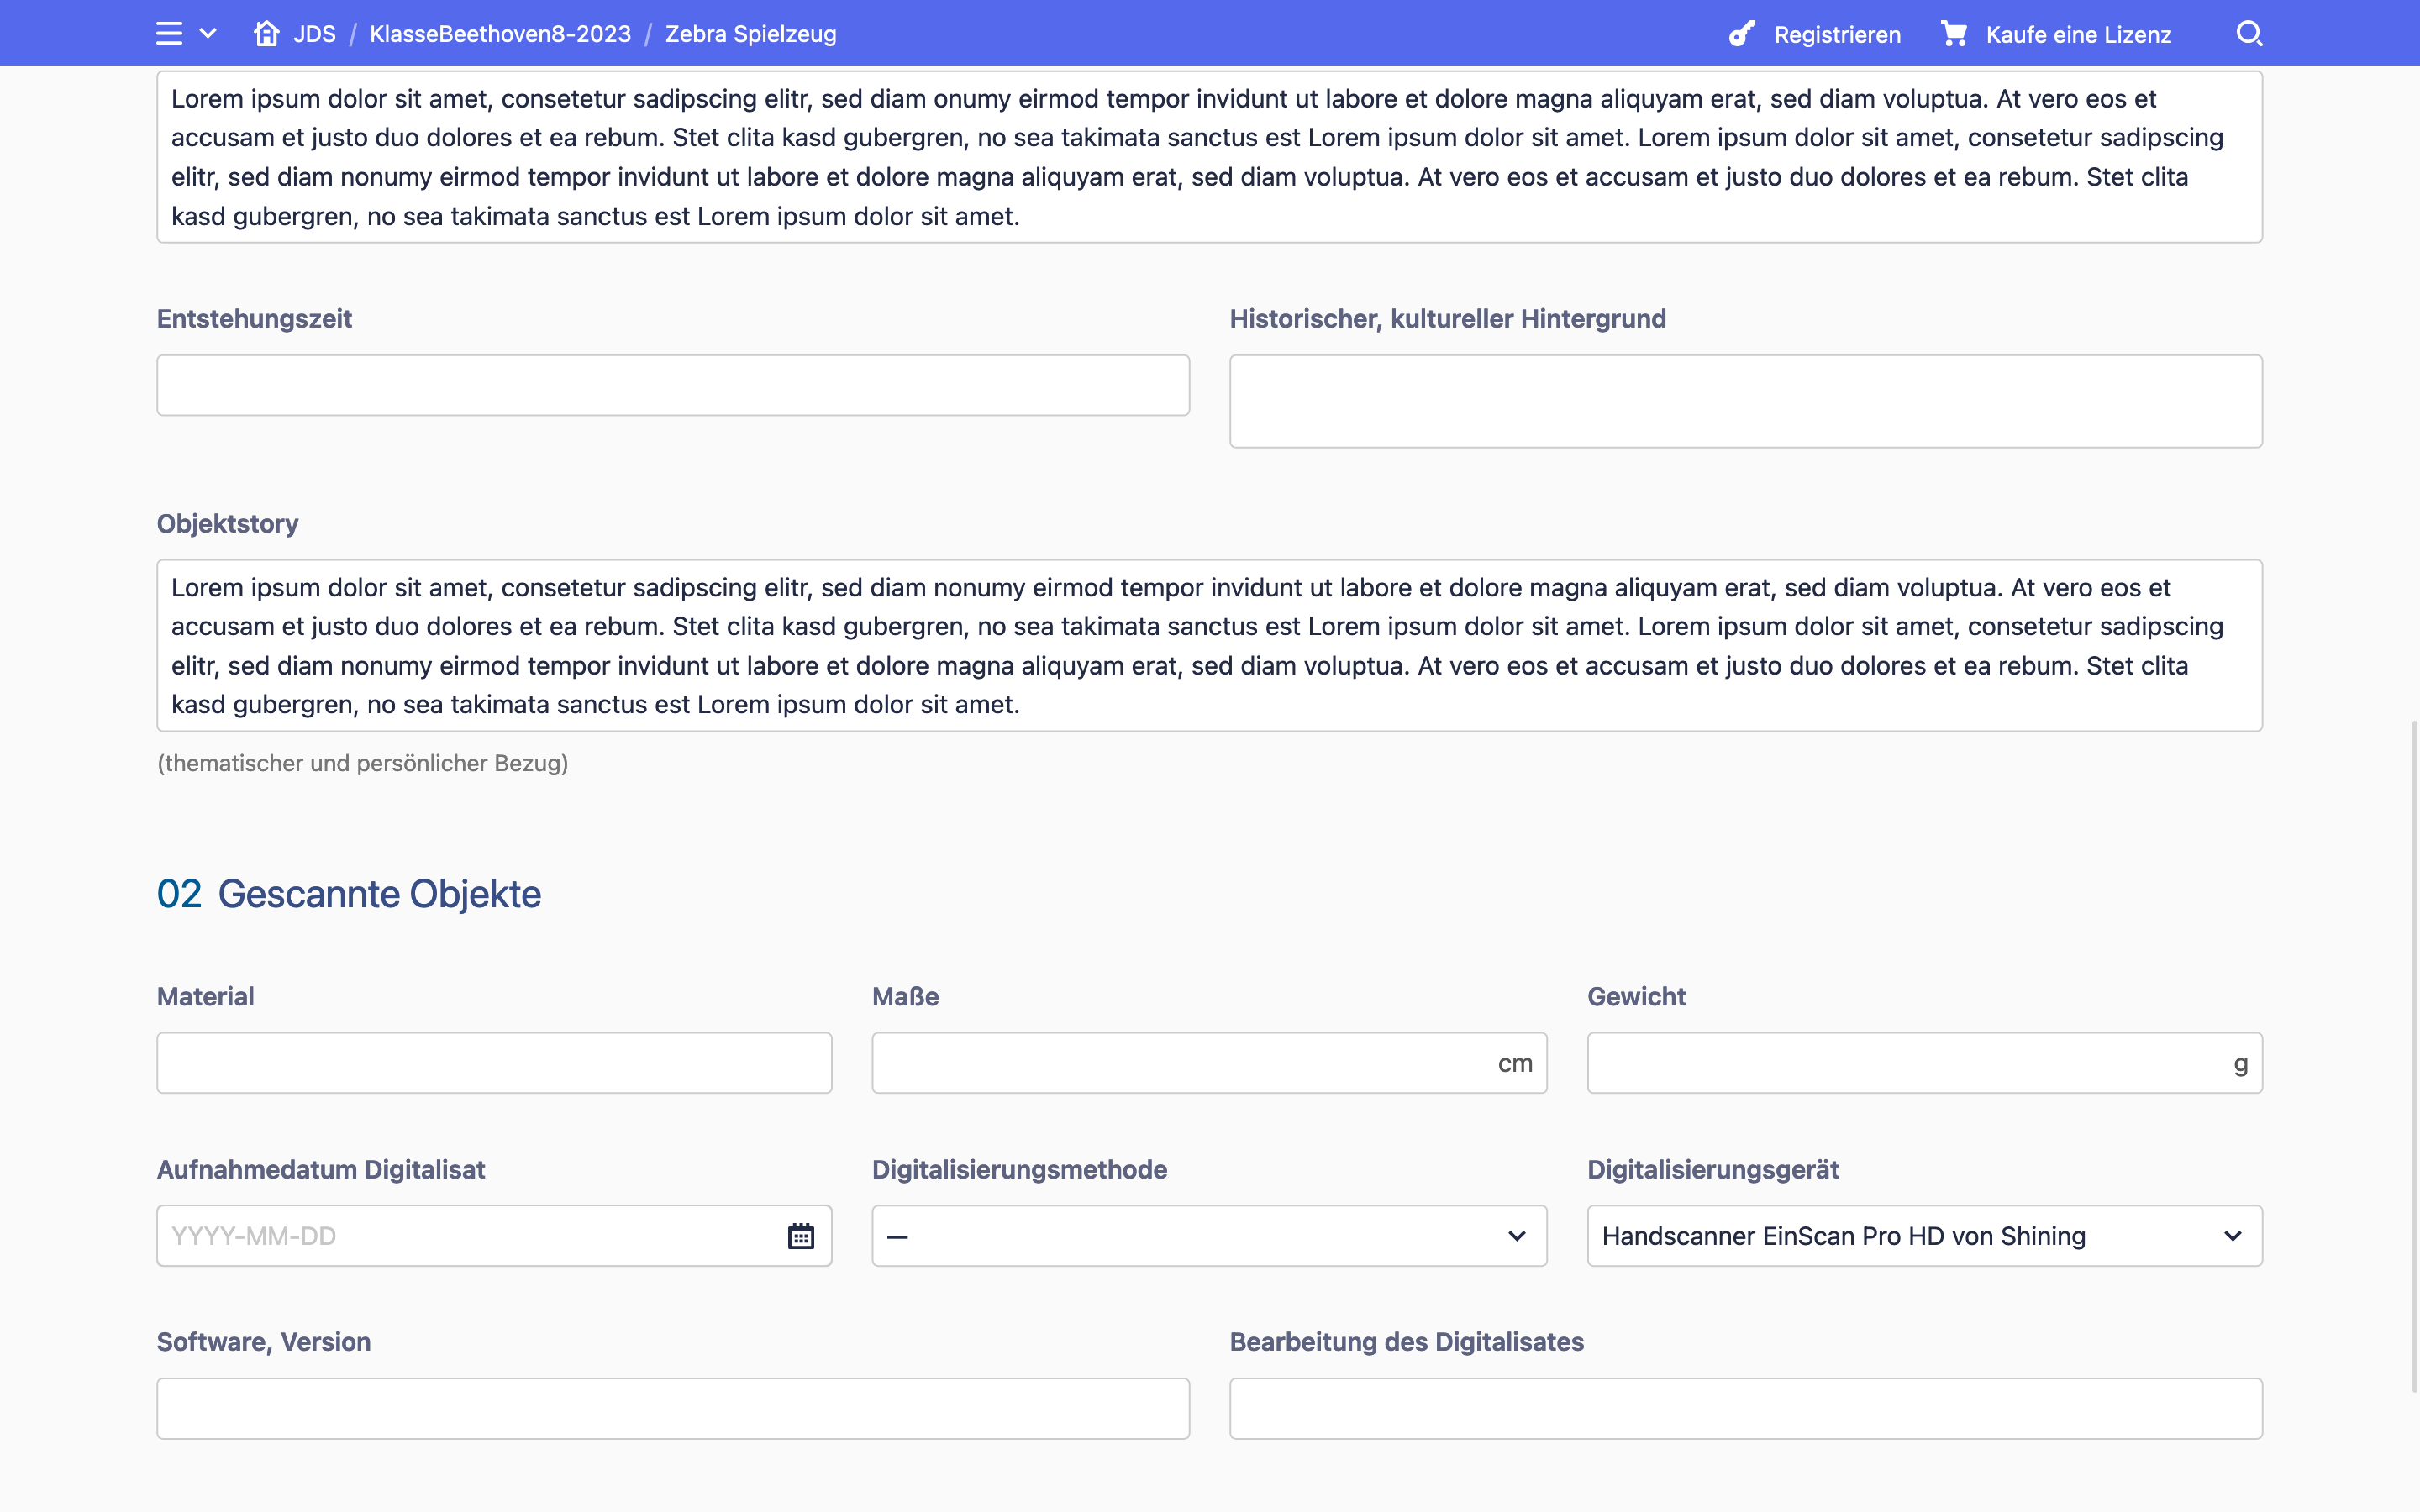 JDS / KlasseBeethoven8-2023 / Zebra Spielzeug
Registrieren
Kaufe eine Lizenz
Lorem ipsum dolor sit amet, consetetur sadipscing elitr, sed diam onumy eirmod tempor invidunt ut labore et dolore magna aliquyam erat, sed diam voluptua. At vero eos et
accusam et justo duo dolores et ea rebum. Stet clita kasd gubergren, no sea takimata sanctus est Lorem ipsum dolor sit amet. Lorem ipsum dolor sit amet, consetetur sadipscing
elitr, sed diam nonumy eirmod tempor invidunt ut labore et dolore magna aliquyam erat, sed diam voluptua. At vero eos et accusam et justo duo dolores et ea rebum. Stet clita
kasd gubergren, no sea takimata sanctus est Lorem ipsum dolor sit amet.
Entstehungszeit
Historischer, kultureller Hintergrund
Objektstory
Lorem ipsum dolor sit amet, consetetur sadipscing elitr, sed diam nonumy eirmod tempor invidunt ut labore et dolore magna aliquyam erat, sed diam voluptua. At vero eos et
accusam et justo duo dolores et ea rebum. Stet clita kasd gubergren, no sea takimata sanctus est Lorem ipsum dolor sit amet. Lorem ipsum dolor sit amet, consetetur sadipscing
elitr, sed diam nonumy eirmod tempor invidunt ut labore et dolore magna aliquyam erat, sed diam voluptua. At vero eos et accusam et justo duo dolores et ea rebum. Stet clita
kasd gubergren, no sea takimata sanctus est Lorem ipsum dolor sit amet.
(thematischer und persönlicher Bezug)
02 Gescannte Objekte
Material
Maße
Gewicht
cm
g
Aufnahmedatum Digitalisat
Digitalisierungsmethode
Digitalisierungsgerät
YYYY-MM-DD
—
Handscanner EinScan Pro HD von Shining
Software, Version
Bearbeitung des Digitalisates